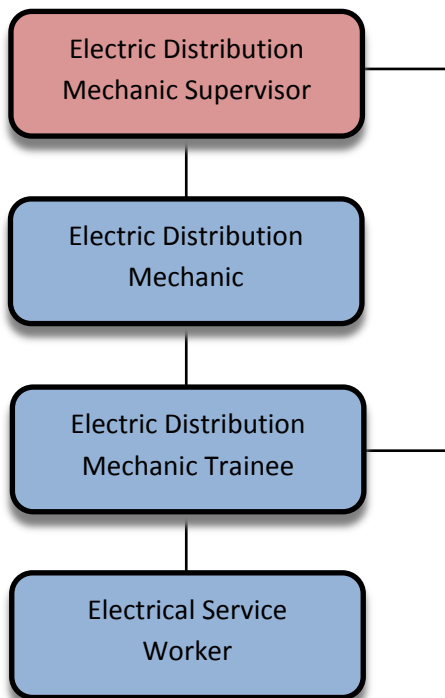 Electric Distribution
Mechanic Supervisor
Electric Distribution
Mechanic
Electric Distribution
Mechanic Trainee
Electrical Service
Worker